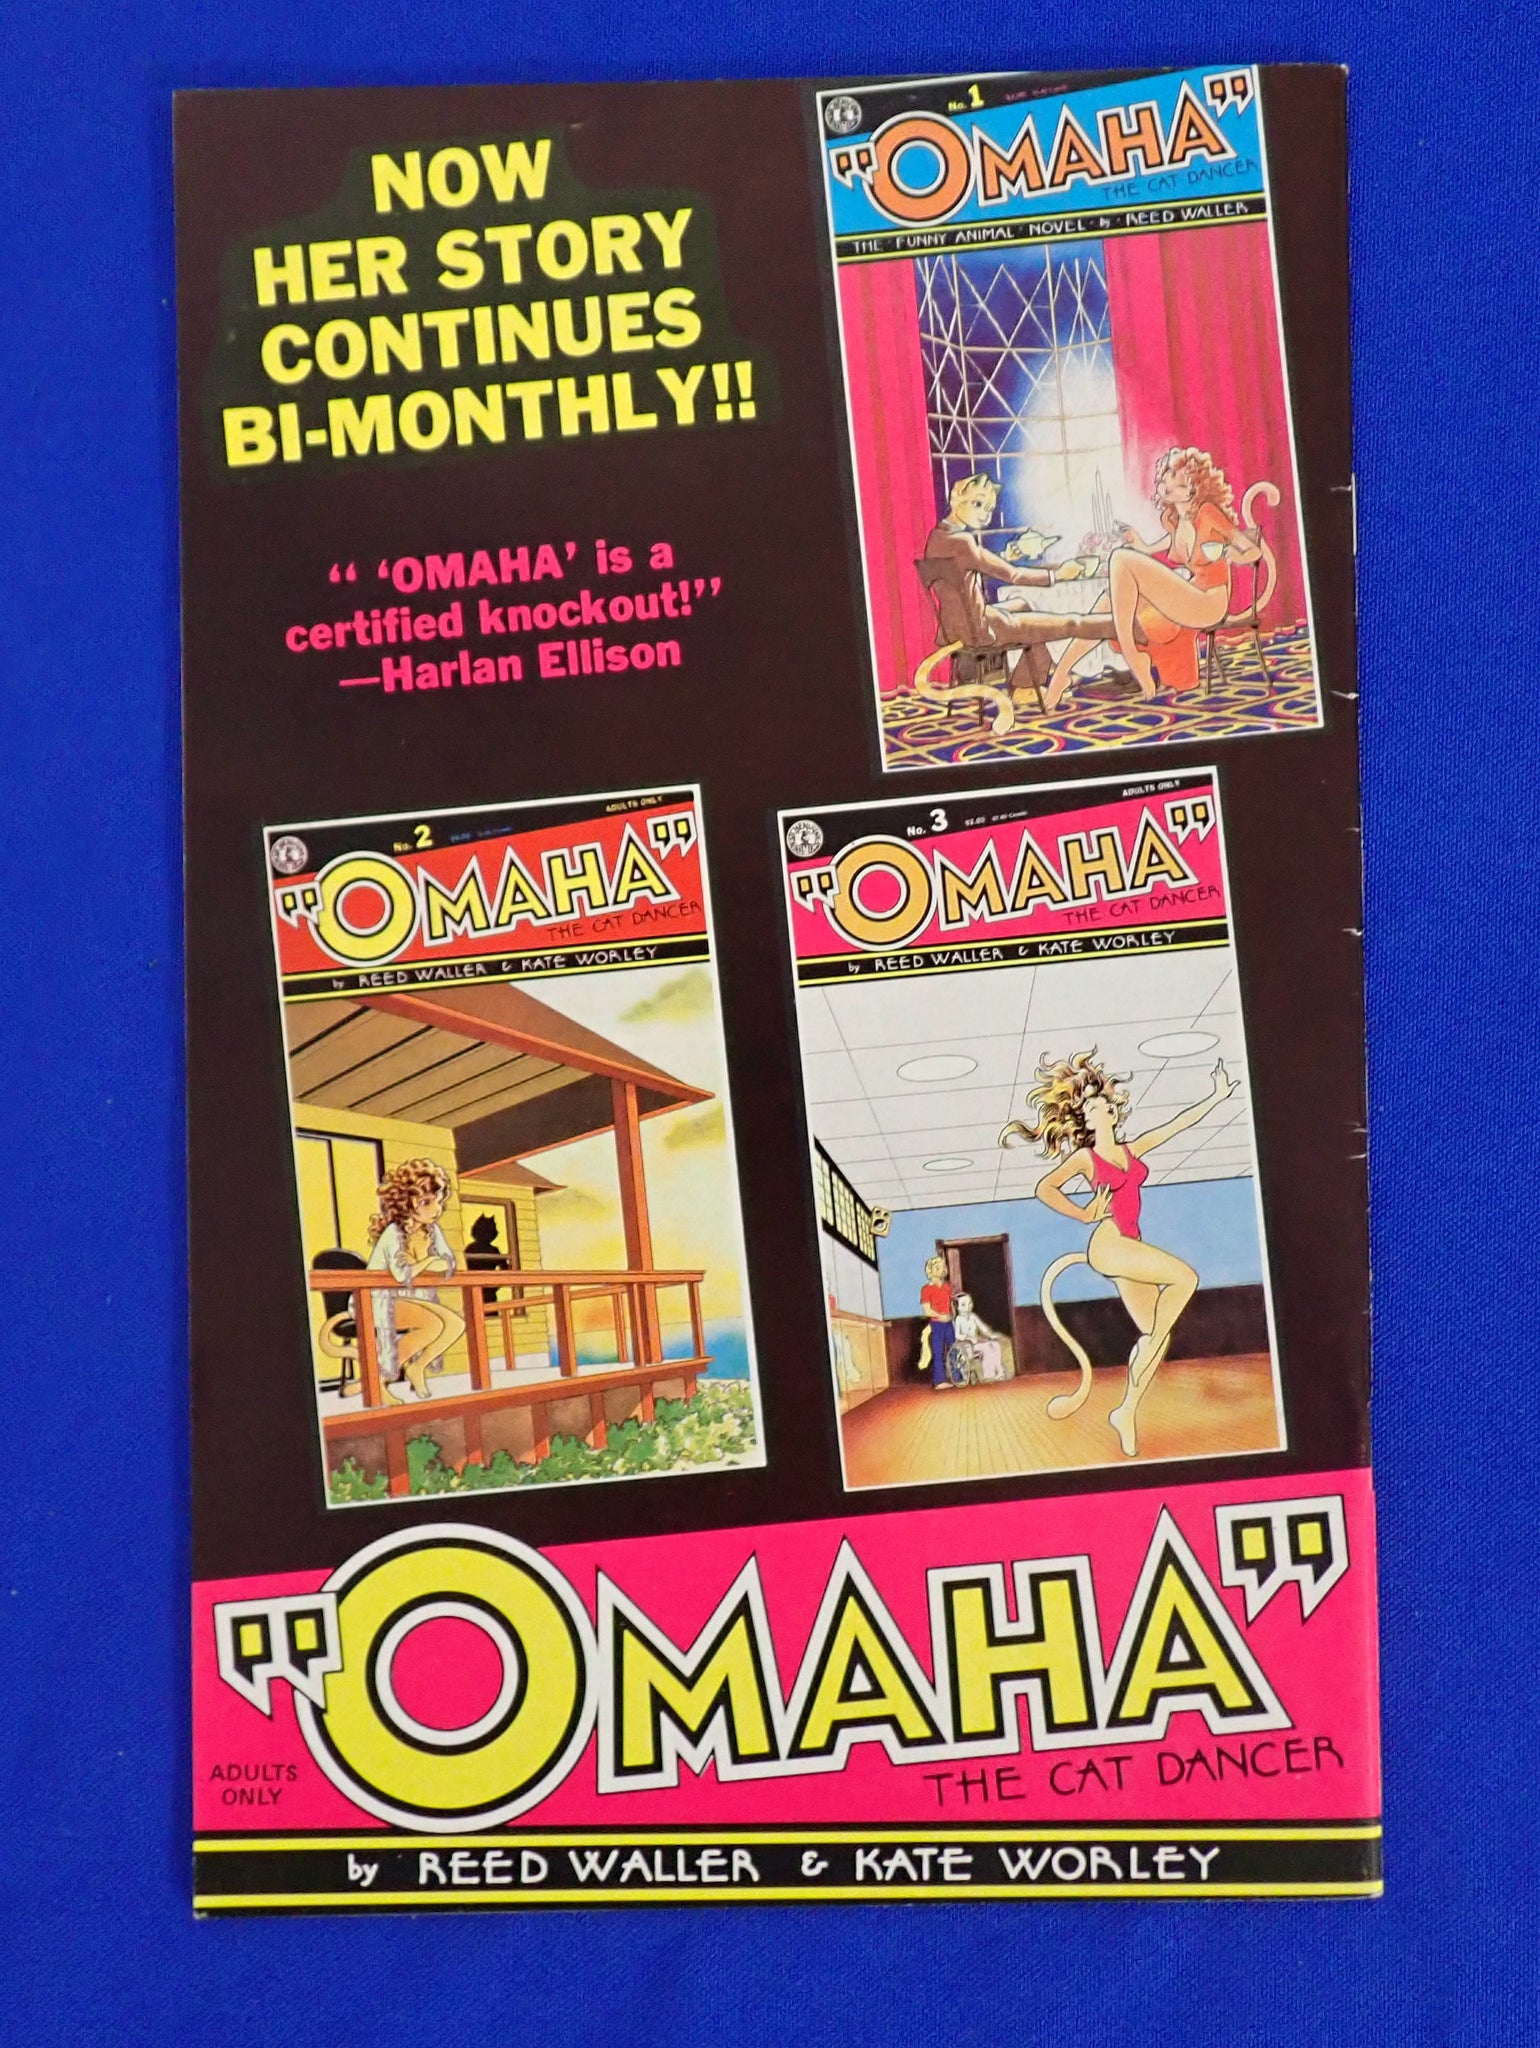 NOW
HER STORY
CONTINUES
BI-MONTHLY!!
“ ‘OMAHA’ is a
certified knockout!”
—Harlan Ellison
No. 1
"OMAHA"
THE CAT DANCER
THE "FUNNY ANIMAL" NOVEL · by · REED WALLER
ADULTS ONLY
No. 2
"OMAHA"
THE CAT DANCER
by REED WALLER & KATE WORLEY
ADULTS ONLY
No. 3 $2.00
"OMAHA"
THE CAT DANCER
by REED WALLER & KATE WORLEY
"OMAHA"
THE CAT DANCER
ADULTS
ONLY
by REED WALLER & KATE WORLEY